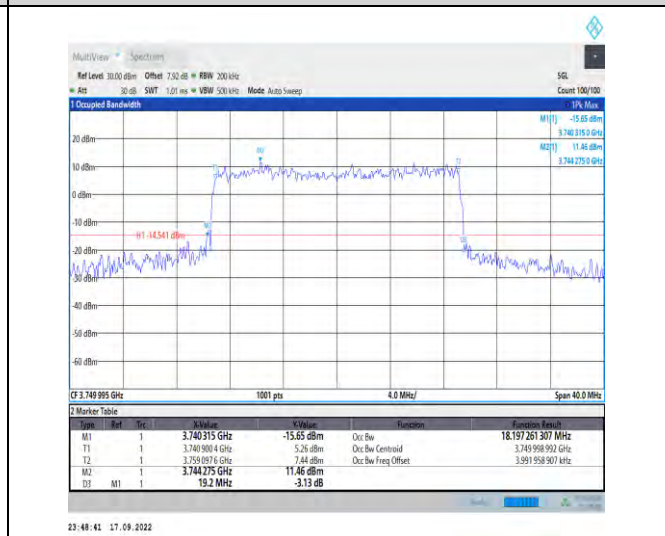 MultiView Spectrum
Ref Level 30.00 dBm Offset 7.92 dB RBW 200 kHz SGL
Att 30 dB SWT 1.01 ms VBW 500 kHz Mode Auto Sweep Count 100/100
1 Occupied Bandwidth 1Pk Max
M1[1] -15.65 dBm
3.740 315 0 GHz
M2[1] 11.46 dBm
3.744 275 0 GHz
20 dBm
10 dBm
0 dBm
-10 dBm
H1 -14.541 dBm
-20 dBm
-30 dBm
-40 dBm
-50 dBm
-60 dBm
CF 3.749 995 GHz 1001 pts 4.0 MHz/ Span 40.0 MHz
2 Marker Table
Type Ref Trc X-Value Y-Value Function Function Result
M1 1 3.740 315 GHz -15.65 dBm Occ Bw 18.197 261 307 MHz
T1 1 3.740 900 4 GHz 5.26 dBm Occ Bw Centroid 3.749 998 992 GHz
T2 1 3.759 097 6 GHz 7.44 dBm Occ Bw Freq Offset 3.991 958 907 kHz
M2 1 3.744 275 GHz 11.46 dBm
D3 M1 1 19.2 MHz -3.13 dB
23:48:41 17.09.2022